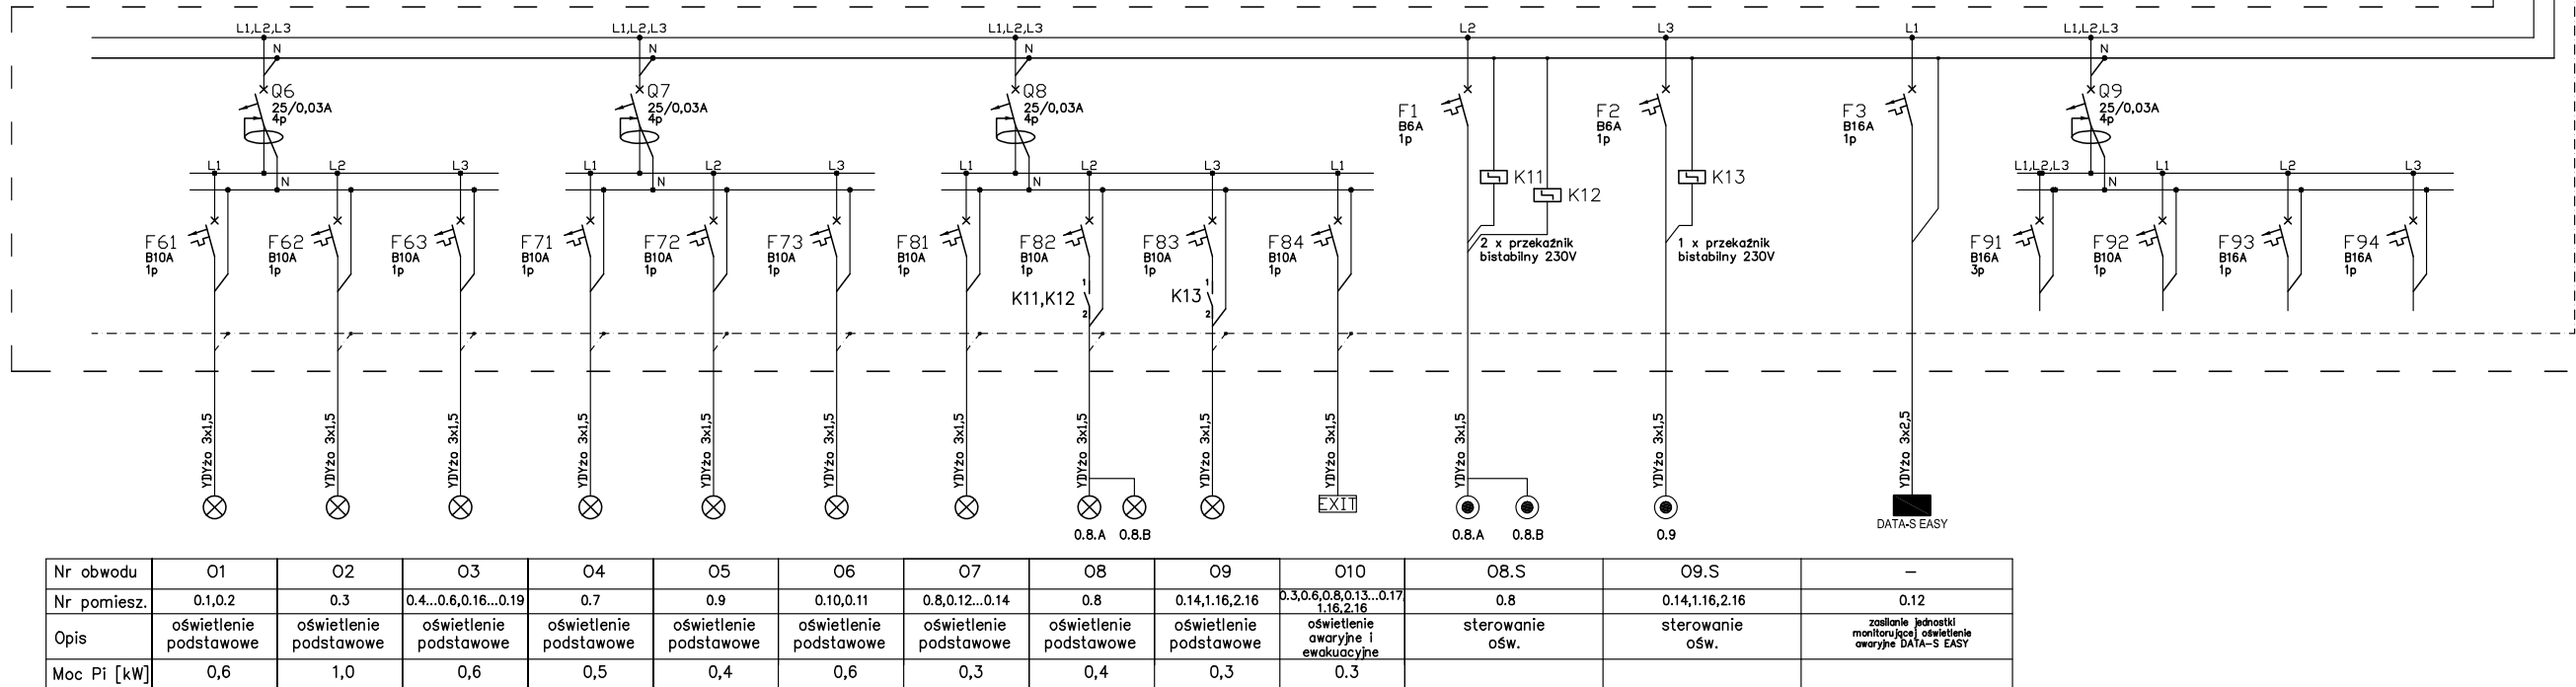 L1,L2,L3
N
L1,L2,L3
N
L1,L2,L3
N
L2
L3
L1
L1,L2,L3
N
Q6
25/0,03A
4p
Q7
25/0,03A
4p
Q8
25/0,03A
4p
F1
B6A
1p
F2
B6A
1p
F3
B16A
1p
Q9
25/0,03A
4p
L1
L2
L3
N
L1
L2
L3
N
L1
L2
L3
L1
N
K11
K12
K13
L1,L2,L3
L1
L2
L3
N
F61
B10A
1p
F62
B10A
1p
F63
B10A
1p
F71
B10A
1p
F72
B10A
1p
F73
B10A
1p
F81
B10A
1p
F82
B10A
1p
F83
B10A
1p
F84
B10A
1p
2 x przekaźnik
bistabilny 230V
1 x przekaźnik
bistabilny 230V
F91
B16A
3p
F92
B10A
1p
F93
B16A
1p
F94
B16A
1p
1
K11,K12
2
1
K13
2
YDYżo 3x1,5
YDYżo 3x1,5
YDYżo 3x1,5
YDYżo 3x1,5
YDYżo 3x1,5
YDYżo 3x1,5
YDYżo 3x1,5
YDYżo 3x1,5
YDYżo 3x1,5
YDYżo 3x1,5
YDYżo 3x1,5
YDYżo 3x1,5
YDYżo 3x2,5
EXIT
0.8.A 0.8.B
0.8.A 0.8.B
0.9
DATA-S EASY
Nr obwodu O1 O2 O3 O4 O5 O6 O7 O8 O9 O10 O8.S O9.S –
Nr pomiesz. 0.1,0.2 0.3 0.4...0.6,0.16...0.19 0.7 0.9 0.10,0.11 0.8,0.12...0.14 0.8 0.14,1.16,2.16 0.3,0.6,0.8,0.13...0.17, 0.8 0.14,1.16,2.16 0.12
1.16,2.16
Opis
oświetlenie
podstawowe
oświetlenie
podstawowe
oświetlenie
podstawowe
oświetlenie
podstawowe
oświetlenie
podstawowe
oświetlenie
podstawowe
oświetlenie
podstawowe
oświetlenie
podstawowe
oświetlenie
podstawowe
oświetlenie
awaryjne i
ewakuacyjne
sterowanie
ośw.
sterowanie
ośw.
zasilanie jednostki
monitorującej oświetlenie
awaryjne DATA-S EASY
Moc Pi [kW] 0,6 1,0 0,6 0,5 0,4 0,6 0,3 0,4 0,3 0.3